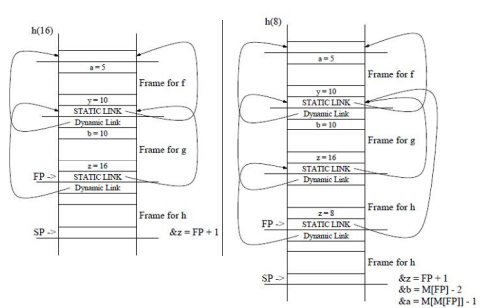 h(16)
a = 5
Frame for f
y = 10
STATIC LINK
Dynamic Link
b = 10
Frame for g
z = 16
FP -> STATIC LINK
Dynamic Link
Frame for h
SP ->
&z = FP + 1
h(8)
a = 5
Frame for f
y = 10
STATIC LINK
Dynamic Link
b = 10
Frame for g
z = 16
STATIC LINK
Dynamic Link
Frame for h
z = 8
FP -> STATIC LINK
Dynamic Link
Frame for h
SP ->
&z = FP + 1
&b = M[FP] - 2
&a = M[M[FP]] - 1